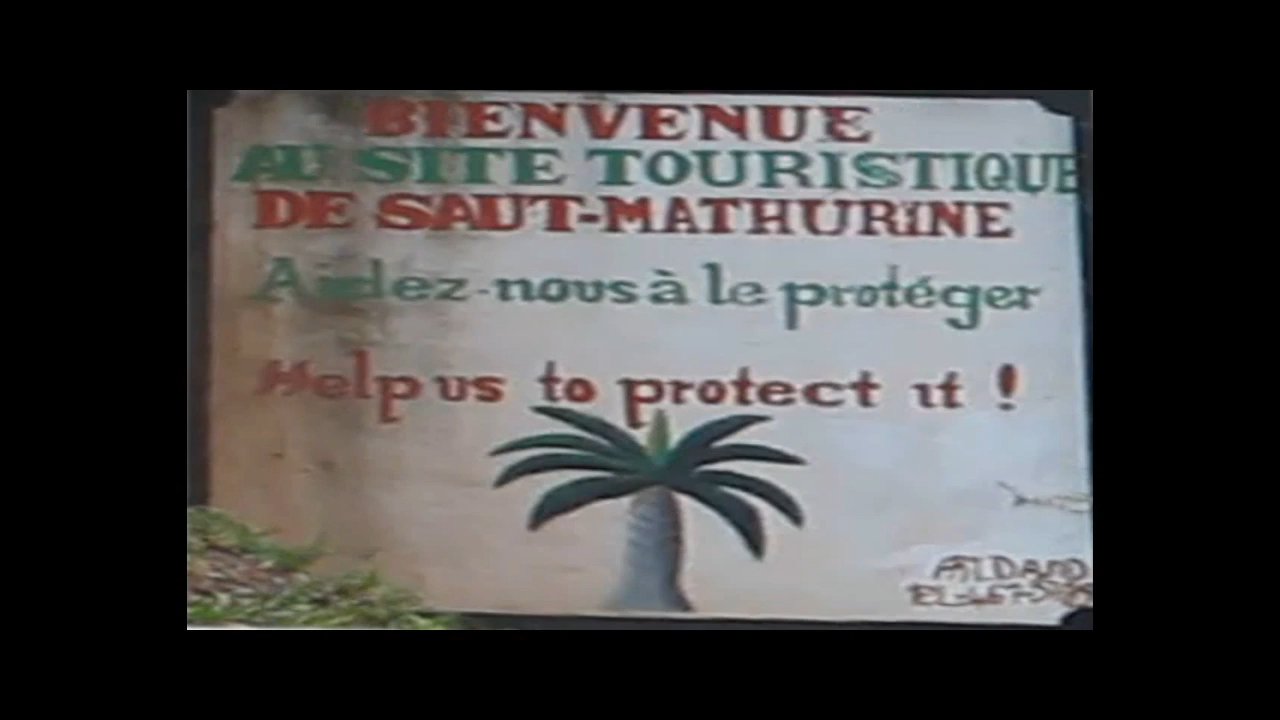 BIENVENUE
AU SITE TOURISTIQUE
DE SAUT-MATHURINE
Aidez-nous à le protéger
Help us to protect it !